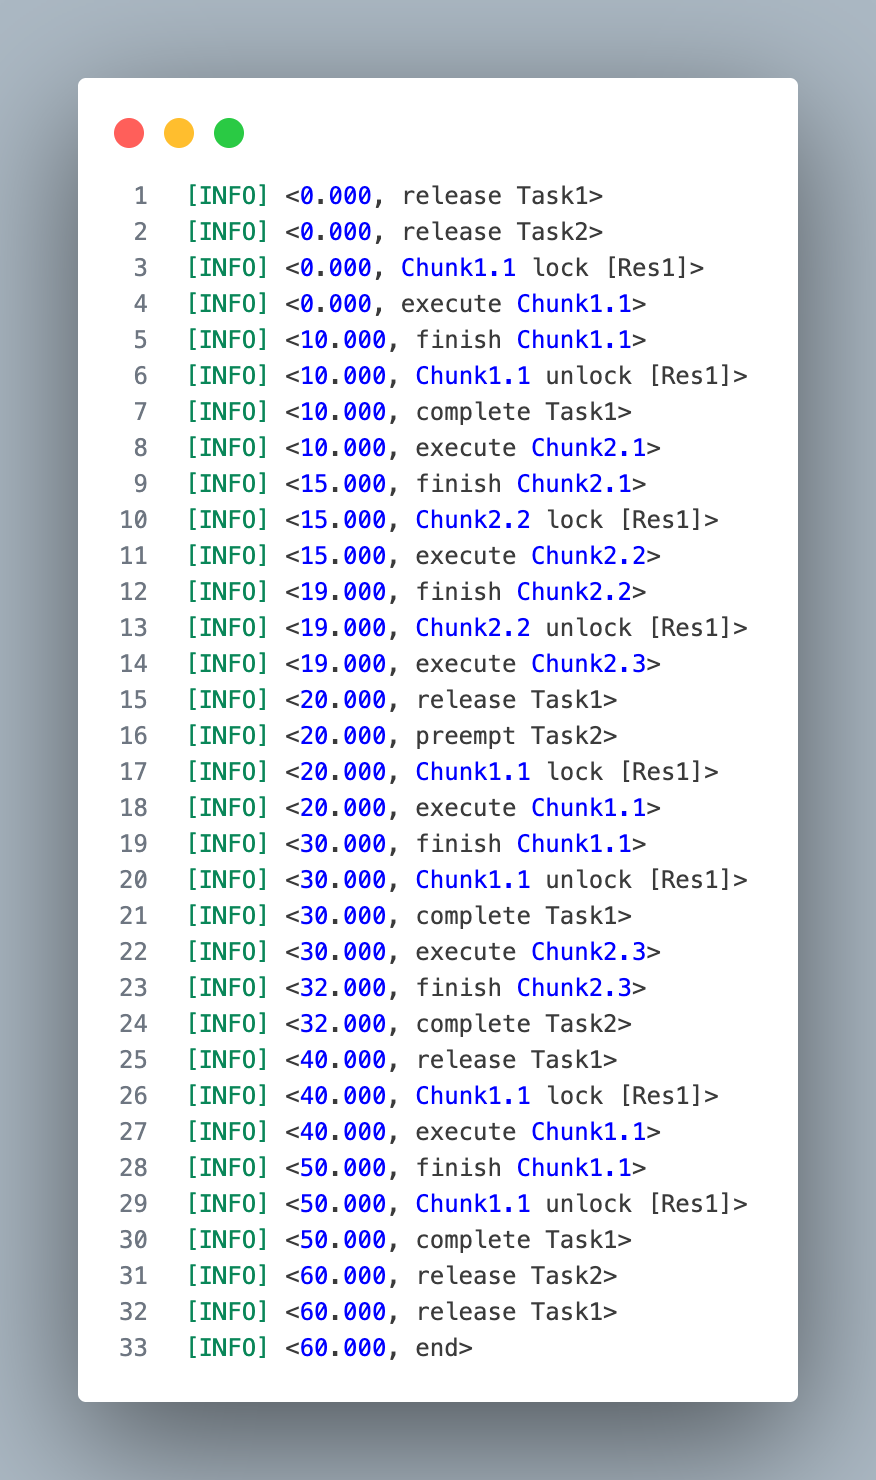 1 [INFO] <0.000, release Task1>
2 [INFO] <0.000, release Task2>
3 [INFO] <0.000, Chunk1.1 lock [Res1]>
4 [INFO] <0.000, execute Chunk1.1>
5 [INFO] <10.000, finish Chunk1.1>
6 [INFO] <10.000, Chunk1.1 unlock [Res1]>
7 [INFO] <10.000, complete Task1>
8 [INFO] <10.000, execute Chunk2.1>
9 [INFO] <15.000, finish Chunk2.1>
10 [INFO] <15.000, Chunk2.2 lock [Res1]>
11 [INFO] <15.000, execute Chunk2.2>
12 [INFO] <19.000, finish Chunk2.2>
13 [INFO] <19.000, Chunk2.2 unlock [Res1]>
14 [INFO] <19.000, execute Chunk2.3>
15 [INFO] <20.000, release Task1>
16 [INFO] <20.000, preempt Task2>
17 [INFO] <20.000, Chunk1.1 lock [Res1]>
18 [INFO] <20.000, execute Chunk1.1>
19 [INFO] <30.000, finish Chunk1.1>
20 [INFO] <30.000, Chunk1.1 unlock [Res1]>
21 [INFO] <30.000, complete Task1>
22 [INFO] <30.000, execute Chunk2.3>
23 [INFO] <32.000, finish Chunk2.3>
24 [INFO] <32.000, complete Task2>
25 [INFO] <40.000, release Task1>
26 [INFO] <40.000, Chunk1.1 lock [Res1]>
27 [INFO] <40.000, execute Chunk1.1>
28 [INFO] <50.000, finish Chunk1.1>
29 [INFO] <50.000, Chunk1.1 unlock [Res1]>
30 [INFO] <50.000, complete Task1>
31 [INFO] <60.000, release Task2>
32 [INFO] <60.000, release Task1>
33 [INFO] <60.000, end>